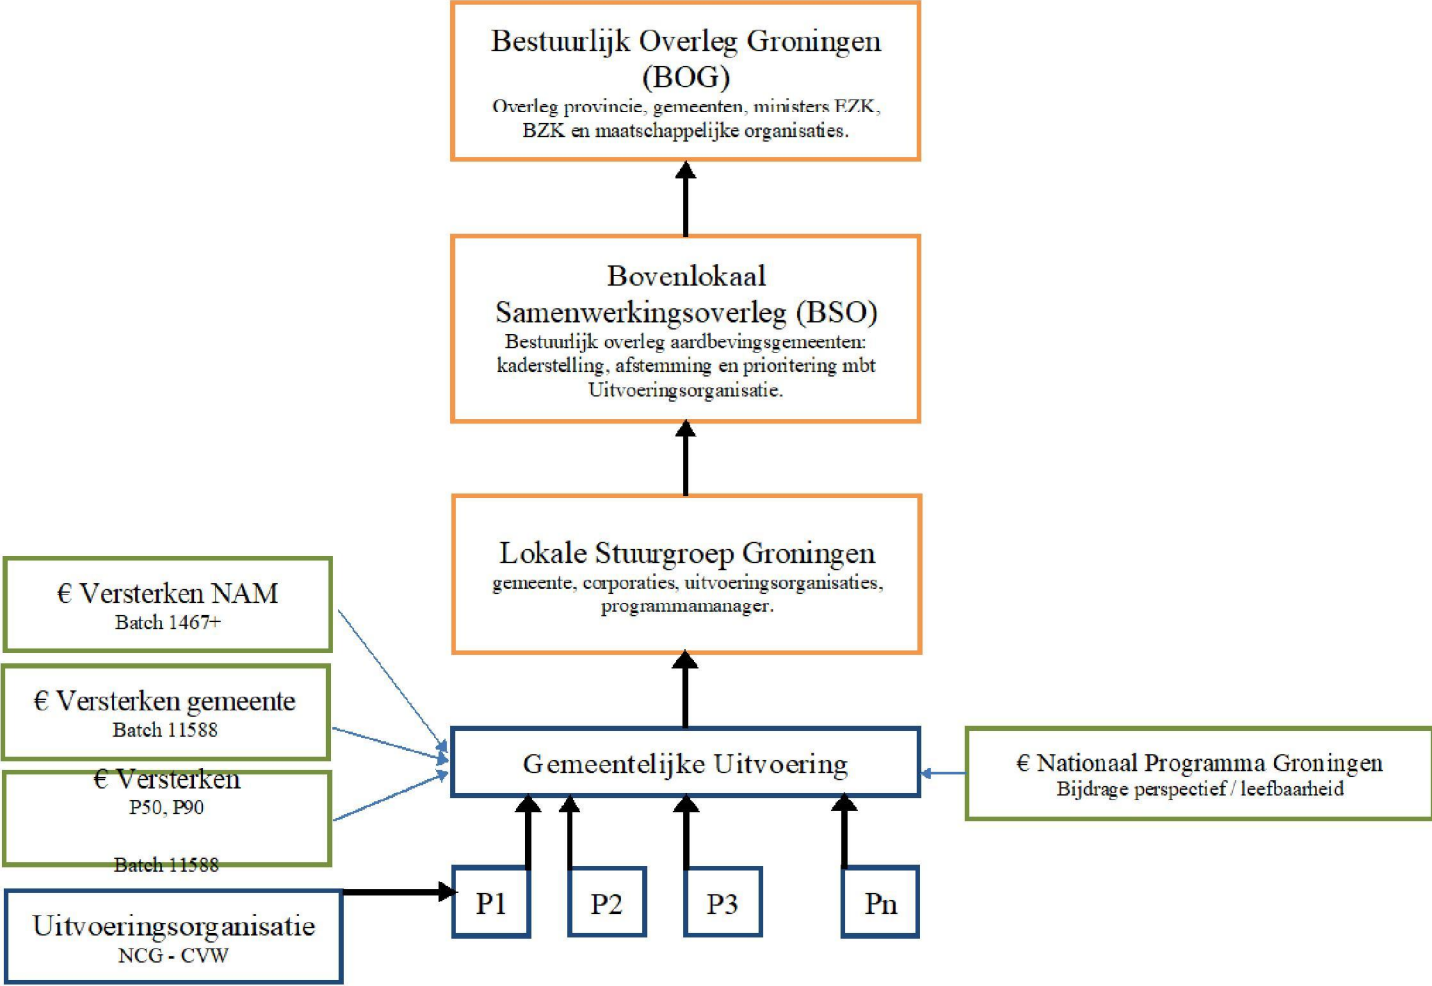 Bestuurlijk Overleg Groningen
(BOG)
Overleg provincie, gemeenten, ministers EZK,
BZK en maatschappelijke organisaties.
Bovenlokaal
Samenwerkingsoverleg (BSO)
Bestuurlijk overleg aardbevingsgemeenten:
kaderstelling, afstemming en prioritering mbt
Uitvoeringsorganisatie.
Lokale Stuurgroep Groningen
gemeente, corporaties, uitvoeringsorganisaties,
programmamanager.
€ Versterken NAM
Batch 1467+
€ Versterken gemeente
Batch 11588
€ Versterken
P50, P90
Batch 11588
Gemeentelijke Uitvoering
€ Nationaal Programma Groningen
Bijdrage perspectief / leefbaarheid
Uitvoeringsorganisatie
NCG - CVW
P1
P2
P3
Pn